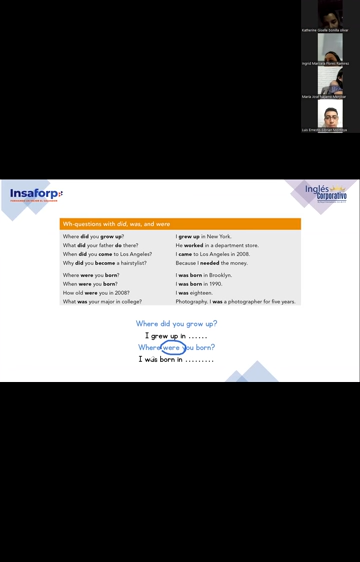 Insaforp
Inglés
Corporativo
Wh-questions with did, was, and were
Where did you grow up? I grew up in New York.
What did your father do there? He worked in a department store.
When did you come to Los Angeles? I came to Los Angeles in 2008.
Why did you become a hairstylist? Because I needed the money.
Where were you born? I was born in Brooklyn.
When were you born? I was born in 1990.
How old were you in 2008? I was eighteen.
What was your major in college? Photography. I was a photographer for five years.
Where did you grow up?
I grew up in ......
Where were you born?
I was born in .........